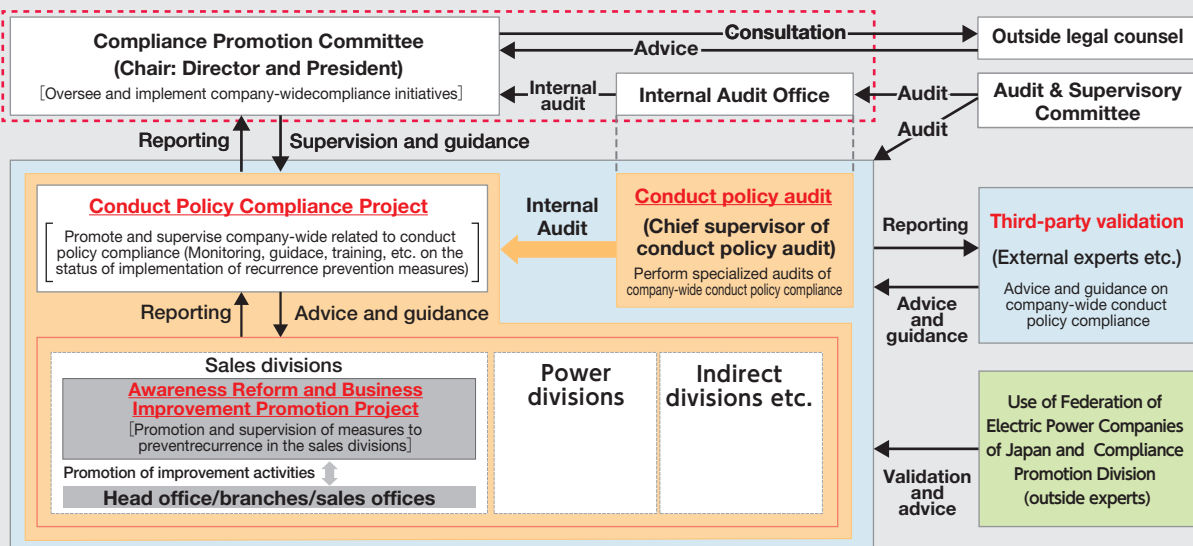 Compliance Promotion Committee
(Chair: Director and President)
[Oversee and implement company-widecompliance initiatives]
Consultation
Advice
Outside legal counsel
Internal
audit
Internal Audit Office
Audit
Audit
Audit & Supervisory
Committee
Reporting
Supervision and guidance
Conduct Policy Compliance Project
Promote and supervise company-wide related to conduct
policy compliance (Monitoring, guidace, training, etc. on the
status of implementation of recurrence prevention measures)
Internal
Audit
Conduct policy audit
(Chief supervisor of
conduct policy audit)
Perform specialized audits of
company-wide conduct policy compliance
Reporting
Advice
and
guidance
Third-party validation
(External experts etc.)
Advice and guidance on
company-wide conduct
policy compliance
Reporting
Advice and guidance
Sales divisions
Awareness Reform and Business
Improvement Promotion Project
[Promotion and supervision of measures to
preventrecurrence in the sales divisions]
Promotion of improvement activities
Head office/branches/sales offices
Power
divisions
Indirect
divisions etc.
Validation
and
advice
Use of Federation of
Electric Power Companies
of Japan and Compliance
Promotion Division
(outside experts)